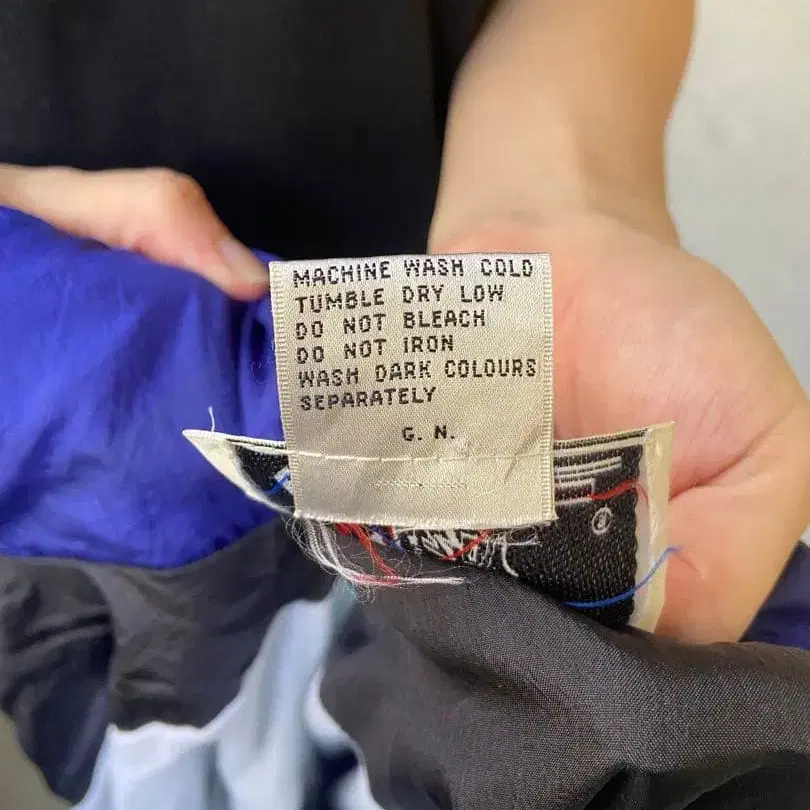 MACHINE WASH COLD
TUMBLE DRY LOW
DO NOT BLEACH
DO NOT IRON
WASH DARK COLOURS
SEPARATELY
G. N.
®